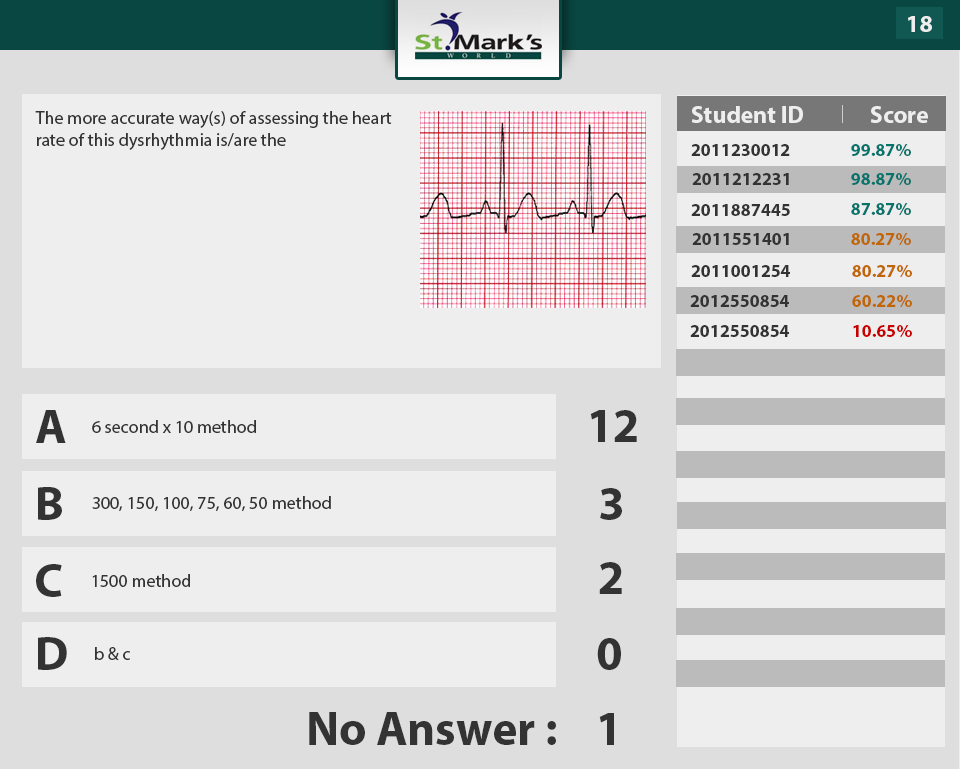 18
St. Mark's
WORLD
The more accurate way(s) of assessing the heart
rate of this dysrhythmia is/are the
A 6 second x 10 method 12
B 300, 150, 100, 75, 60, 50 method 3
C 1500 method 2
D b & c 0
No Answer : 1
Student ID | Score
2011230012 99.87%
2011212231 98.87%
2011887445 87.87%
2011551401 80.27%
2011001254 80.27%
2012550854 60.22%
2012550854 10.65%